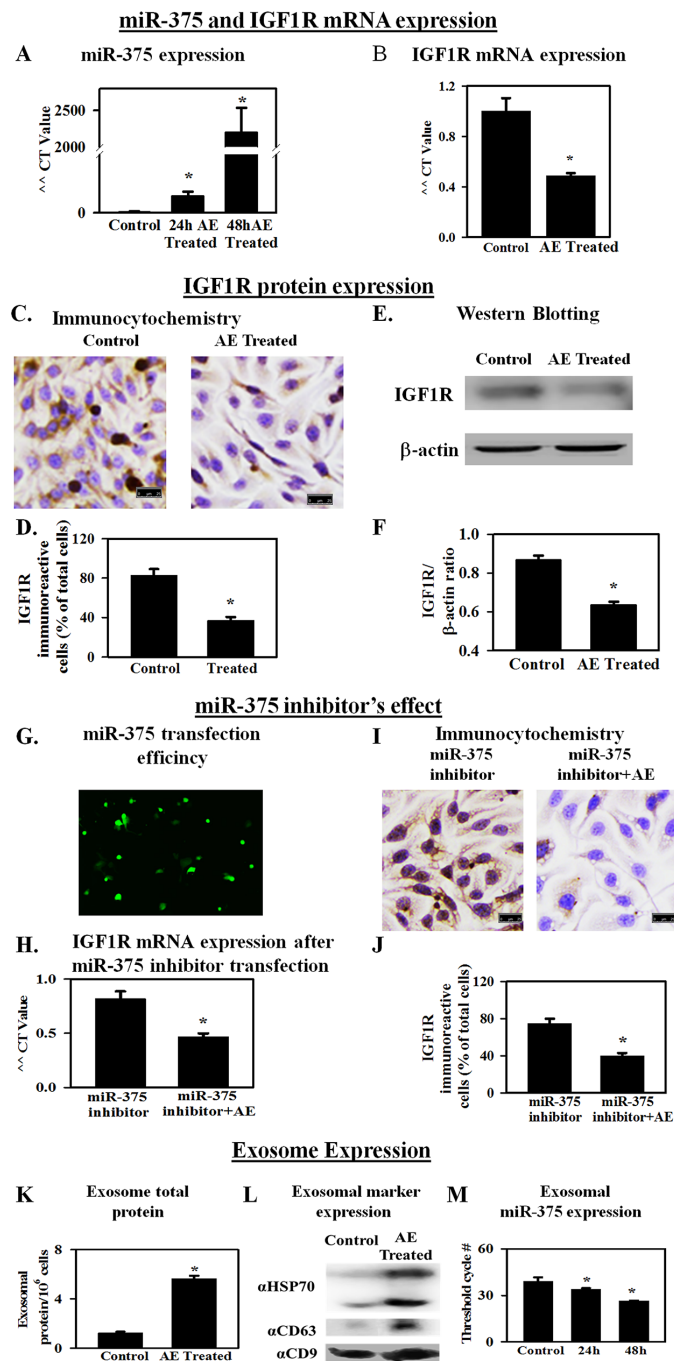 miR-375 and IGF1R mRNA expression
A
miR-375 expression
^^ CT Value
2500
2000
0
*
*
Control
24h AE
Treated
48hAE
Treated
B
IGF1R mRNA expression
^^ CT Value
1.2
0.8
0.4
0.0
*
Control
AE Treated
IGF1R protein expression
C.
Immunocytochemistry
Control
AE Treated
E.
Western Blotting
Control
AE Treated
IGF1R
β-actin
D.
IGF1R
immunoreactive
cells (% of total cells)
120
80
40
0
*
Control
Treated
F
IGF1R/
β-actin ratio
1.0
0.8
0.6
0.4
*
Control
AE Treated
miR-375 inhibitor's effect
G.
miR-375 transfection
efficincy
I
Immunocytochemistry
miR-375
inhibitor
miR-375
inhibitor+AE
H.
IGF1R mRNA expression after
miR-375 inhibitor transfection
^^ CT Value
1.0
0.5
0.0
*
miR-375
inhibitor
miR-375
inhibitor+AE
J
IGF1R
immunoreactive
cells (% of total cells)
120
80
40
0
*
miR-375
inhibitor
miR-375
inhibitor+AE
Exosome Expression
K
Exosome total
protein
Exosomal
protein/10⁶ cells
8
4
0
*
Control
AE Treated
L
Exosomal marker
expression
Control
AE
Treated
αHSP70
αCD63
αCD9
M
Exosomal
miR-375 expression
Threshold cycle #
60
30
0
*
*
Control
24h
48h